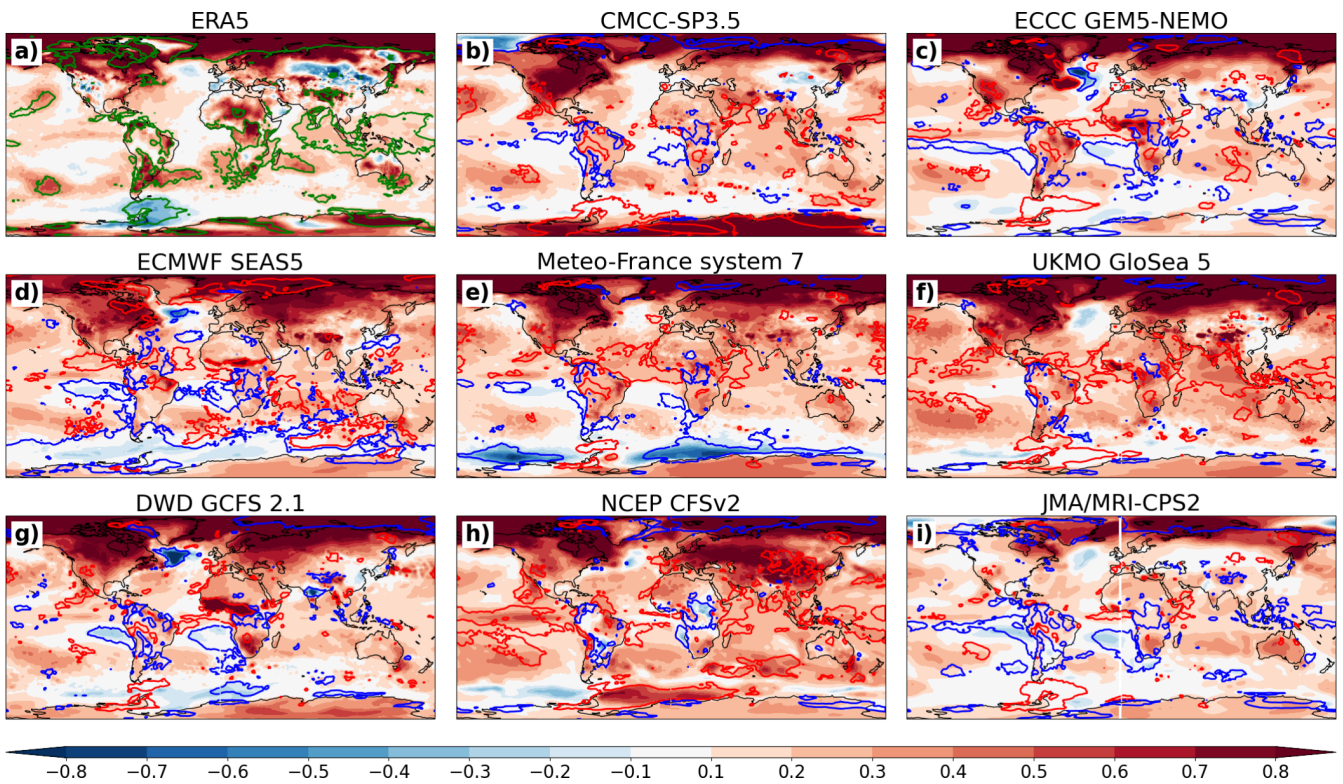 ERA5
CMCC-SP3.5
ECCC GEM5-NEMO
a)
b)
c)
ECMWF SEAS5
Meteo-France system 7
UKMO GloSea 5
d)
e)
f)
DWD GCFS 2.1
NCEP CFSv2
JMA/MRI-CPS2
g)
h)
i)
−0.8 −0.7 −0.6 −0.5 −0.4 −0.3 −0.2 −0.1 0.1 0.2 0.3 0.4 0.5 0.6 0.7 0.8